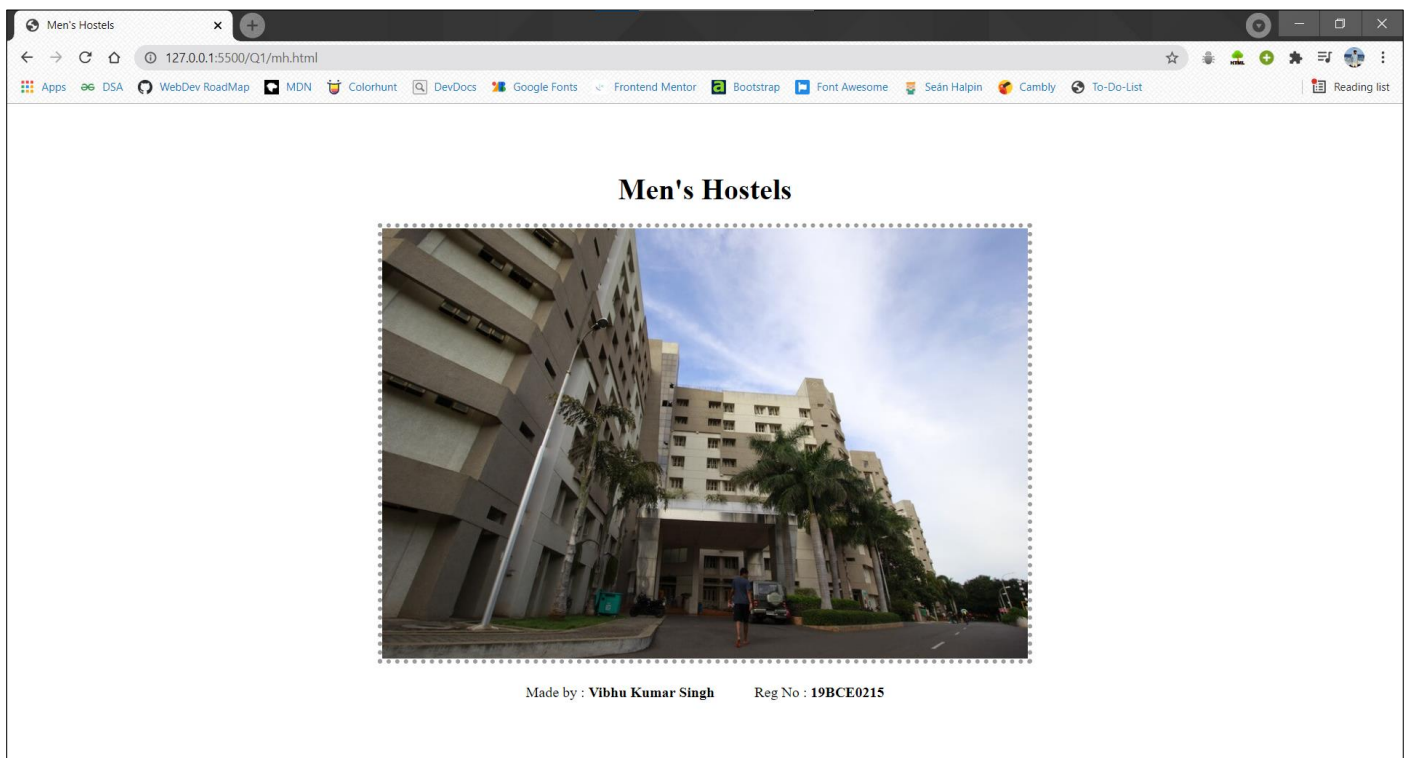 Men's Hostels
127.0.0.1:5500/Q1/mh.html
Apps DSA WebDev RoadMap MDN Colorhunt DevDocs Google Fonts Frontend Mentor Bootstrap Font Awesome Seán Halpin Cambly To-Do-List Reading list
Men's Hostels
Made by : Vibhu Kumar Singh Reg No : 19BCE0215